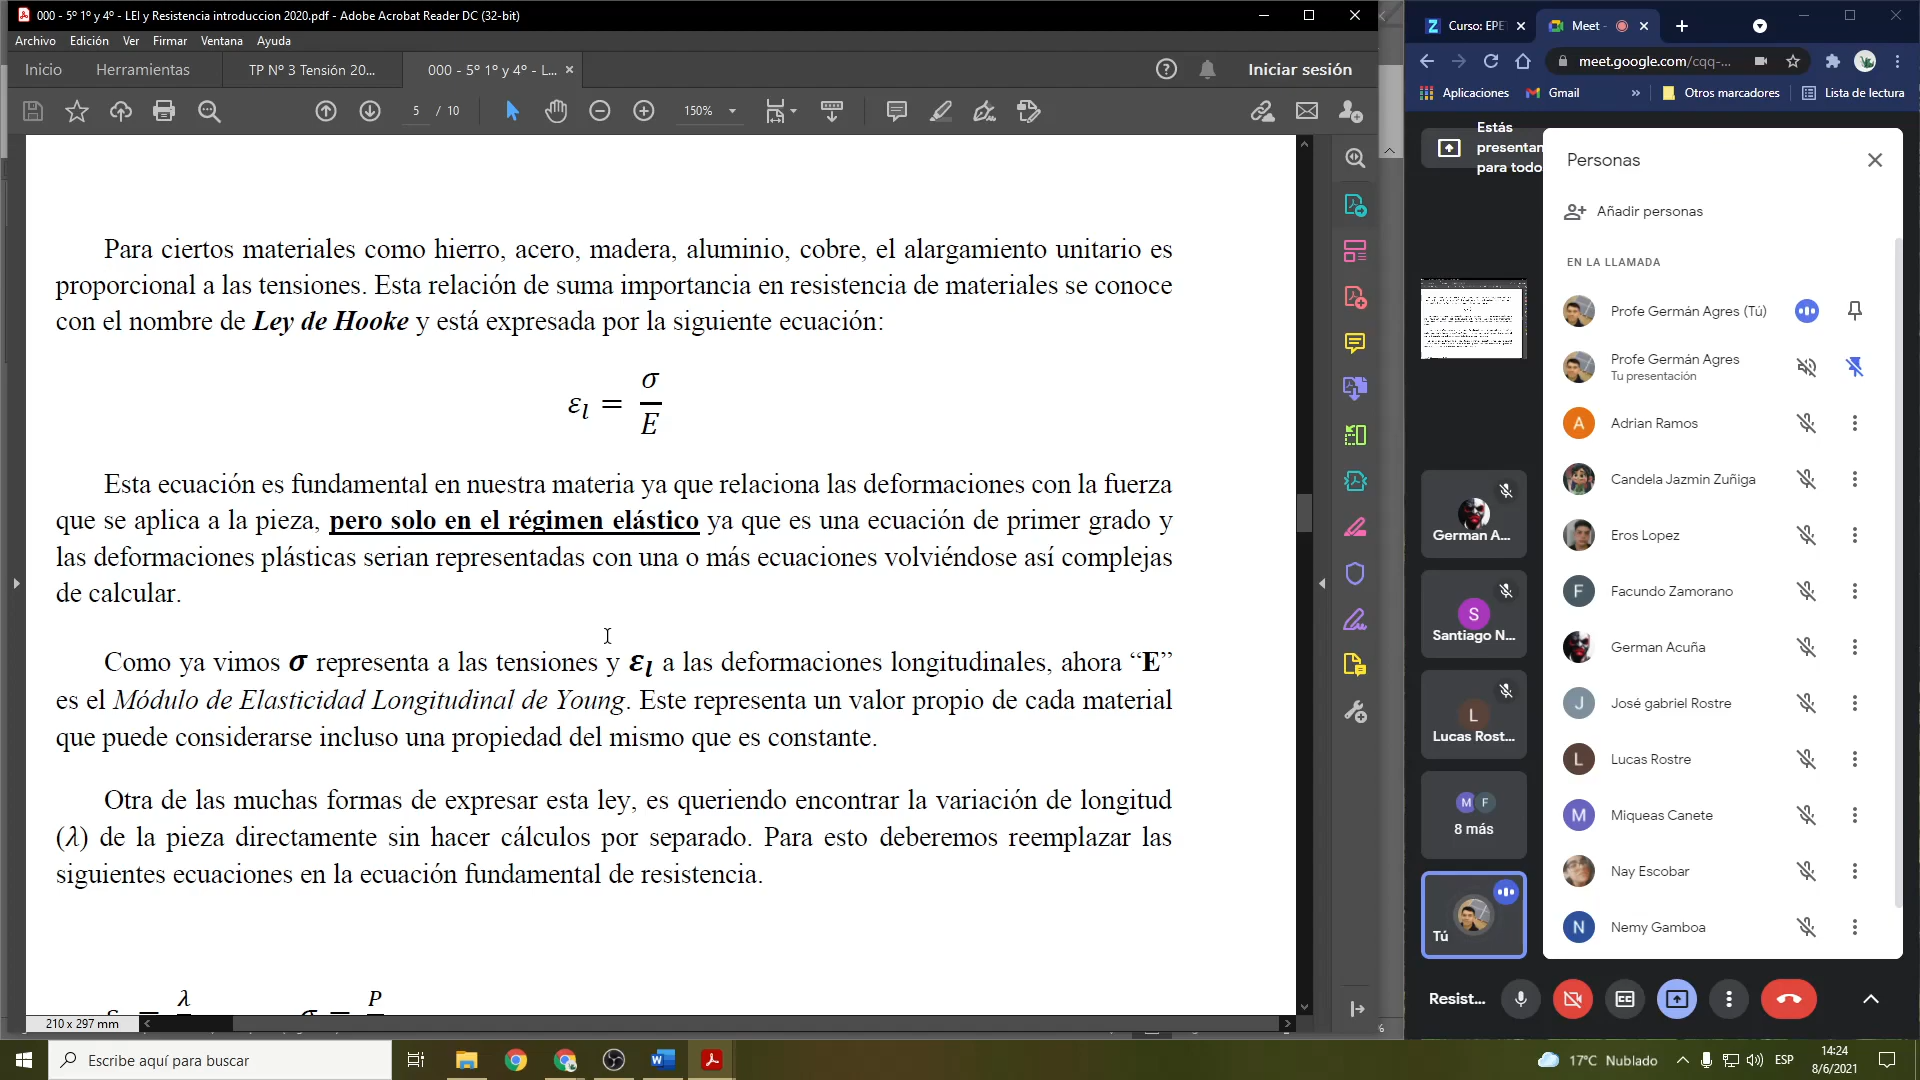 000 - 5º 1º y 4º - LEI y Resistencia introduccion 2020.pdf - Adobe Acrobat Reader DC (32-bit)
Archivo Edición Ver Firmar Ventana Ayuda
Inicio Herramientas TP Nº 3 Tensión 20... 000 - 5º 1º y 4º - L... × Iniciar sesión
5 / 10 150%
Para ciertos materiales como hierro, acero, madera, aluminio, cobre, el alargamiento unitario es
proporcional a las tensiones. Esta relación de suma importancia en resistencia de materiales se conoce
con el nombre de Ley de Hooke y está expresada por la siguiente ecuación:
εl = σ/E
Esta ecuación es fundamental en nuestra materia ya que relaciona las deformaciones con la fuerza
que se aplica a la pieza, pero solo en el régimen elástico ya que es una ecuación de primer grado y
las deformaciones plásticas serian representadas con una o más ecuaciones volviéndose así complejas
de calcular.
Como ya vimos σ representa a las tensiones y εl a las deformaciones longitudinales, ahora “E”
es el Módulo de Elasticidad Longitudinal de Young. Este representa un valor propio de cada material
que puede considerarse incluso una propiedad del mismo que es constante.
Otra de las muchas formas de expresar esta ley, es queriendo encontrar la variación de longitud
(λ) de la pieza directamente sin hacer cálculos por separado. Para esto deberemos reemplazar las
siguientes ecuaciones en la ecuación fundamental de resistencia.
λ P
210 x 297 mm
Curso: EPE
Meet -
meet.google.com/cqq-...
Aplicaciones Gmail » Otros marcadores Lista de lectura
Estás
presentan
para todo
German A...
S
Santiago N...
L
Lucas Rost...
M F
8 más
Tú
Personas
Añadir personas
EN LA LLAMADA
Profe Germán Agres (Tú)
Profe Germán Agres
Tu presentación
A Adrian Ramos
Candela Jazmin Zuñiga
Eros Lopez
F Facundo Zamorano
German Acuña
J José gabriel Rostre
L Lucas Rostre
M Miqueas Canete
Nay Escobar
N Nemy Gamboa
Resist...
Escribe aquí para buscar
17°C Nublado ESP
14:24
8/6/2021